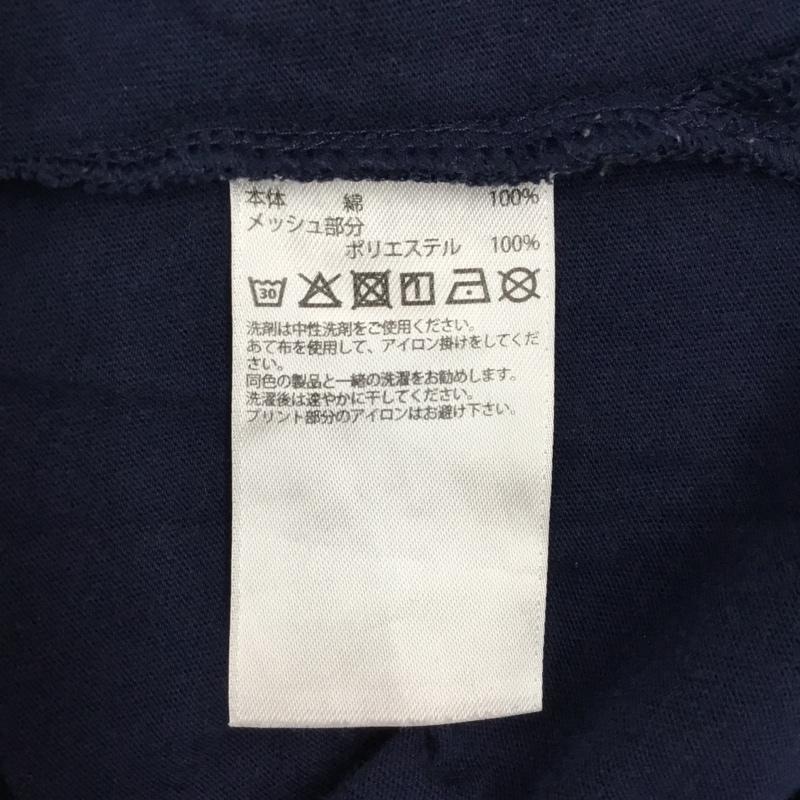 本体 綿 100%
メッシュ部分
ポリエステル 100%
30
洗剤は中性洗剤をご使用ください。
あて布を使用して、アイロン掛けをしてくだ
さい。
同色の製品と一緒の洗濯をお勧めします。
洗濯後は速やかに干してください。
プリント部分のアイロンはお避け下さい。